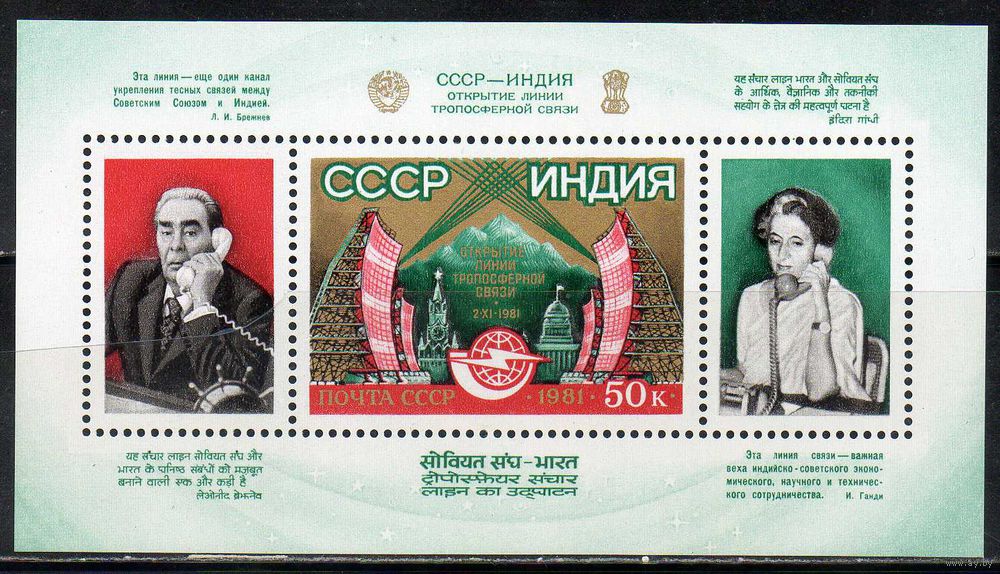 Эта линия — еще один канал
укрепления тесных связей между
Советским Союзом и Индией.
Л. И. Брежнев
СССР—ИНДИЯ
ОТКРЫТИЕ ЛИНИИ
ТРОПОСФЕРНОЙ СВЯЗИ
यह संचार लाइन भारत और सोवियत संघ
के आर्थिक, वैज्ञानिक और तकनीकी
सहयोग के क्षेत्र की महत्वपूर्ण घटना है
इंदिरा गांधी
СССР ИНДИЯ
ОТКРЫТИЕ
ЛИНИИ
ТРОПОСФЕРНОЙ
СВЯЗИ
2·XI·1981
ПОЧТА СССР · 1981 · 50 к.
यह संचार लाइन सोवियत संघ और
भारत के घनिष्ठ संबंधों को मज़बूत
बनाने वाली एक और कड़ी है
लेओनीद ब्रेझनेव
सोवियत संघ-भारत
ट्रोपोस्फ़ेयर संचार
लाइन का उद्घाटन
Эта линия связи — важная
веха индийско-советского эконо-
мического, научного и техничес-
кого сотрудничества. И. Ганди
www.ay.by